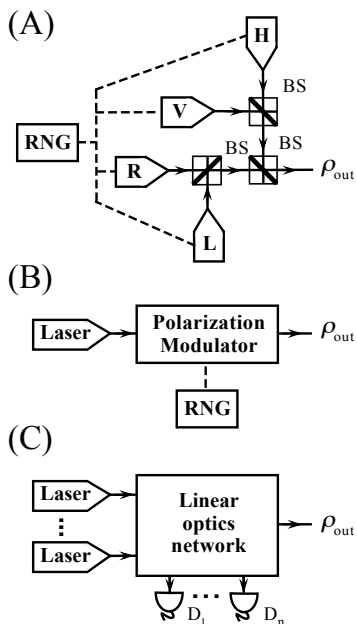 (A)
H
BS
V
RNG
BS
BS
R
ρout
L
(B)
Laser
Polarization
Modulator
ρout
RNG
(C)
Laser
Linear
optics
network
ρout
Laser
D1
Dn